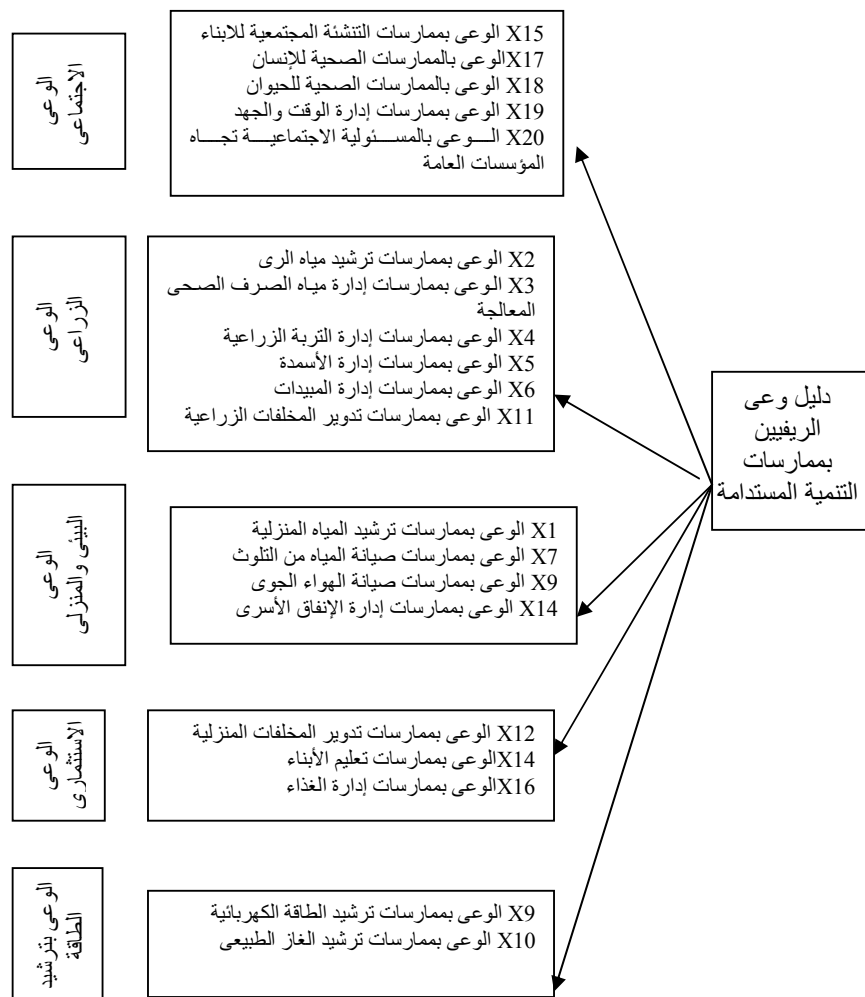 X15 الوعى بممارسات التنشئة المجتمعية للابناء
X17الوعى بالممارسات الصحية للإنسان
X18 الوعى بالممارسات الصحية للحيوان
X19 الوعى بممارسات إدارة الوقت والجهد
X20 الـــوعى بالمســـئولية الاجتماعيـــة تجـــاه
المؤسسات العامة
الوعى
الاجتماعى
X2 الوعى بممارسات ترشيد مياه الرى
X3 الوعى بممارسات إدارة مياه الصرف الصحى
المعالجة
X4 الوعى بممارسات إدارة التربة الزراعية
X5 الوعى بممارسات إدارة الأسمدة
X6 الوعى بممارسات إدارة المبيدات
X11 الوعى بممارسات تدوير المخلفات الزراعية
الوعى
الزراعى
دليل وعى
الريفيين
بممارسات
التنمية المستدامة
X1 الوعى بممارسات ترشيد المياه المنزلية
X7 الوعى بممارسات صيانة المياه من التلوث
X9 الوعى بممارسات صيانة الهواء الجوى
X14 الوعى بممارسات إدارة الإنفاق الأسرى
الوعى
البيئى والمنزلى
X12 الوعى بممارسات تدوير المخلفات المنزلية
X14الوعى بممارسات تعليم الأبناء
X16الوعى بممارسات إدارة الغذاء
الوعى
الاستثمارى
X9 الوعى بممارسات ترشيد الطاقة الكهربائية
X10 الوعى بممارسات ترشيد الغاز الطبيعى
الوعى بترشيد
الطاقة